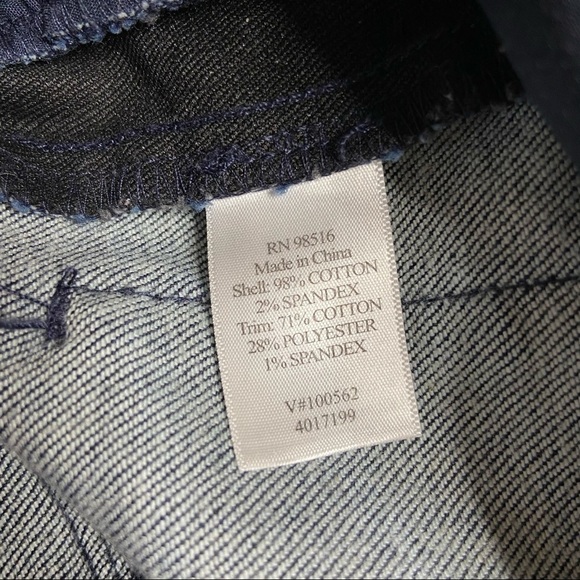 RN 98516
Made in China
Shell: 98% COTTON
2% SPANDEX
Trim: 71% COTTON
28% POLYESTER
1% SPANDEX
V#100562
4017199